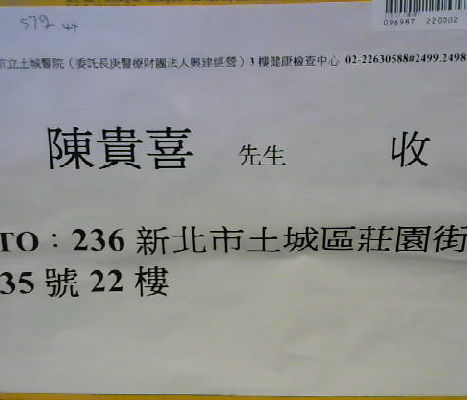 572
096987 220002
市立土城醫院（委託長庚醫療財團法人興建經營）3 樓健康檢查中心 02-22630588#2499.2498
陳貴喜 先生 收
TO：236 新北市土城區莊園街
35 號 22 樓